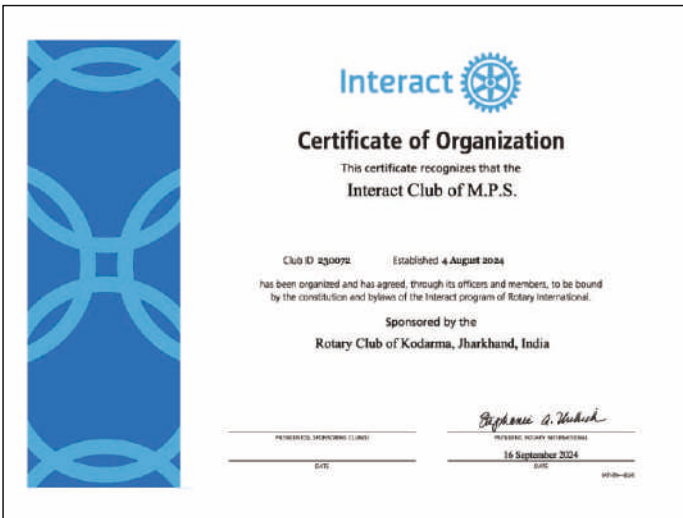 Interact
Certificate of Organization
This certificate recognizes that the
Interact Club of M.P.S.
Club ID 230072 Established 4 August 2024
has been organized and has agreed, through its officers and members, to be bound
by the constitution and bylaws of the Interact program of Rotary International.
Sponsored by the
Rotary Club of Kodarma, Jharkhand, India
Stephanie A. Urchick
PRESIDENT, ROTARY INTERNATIONAL
16 September 2024
DATE
DATE